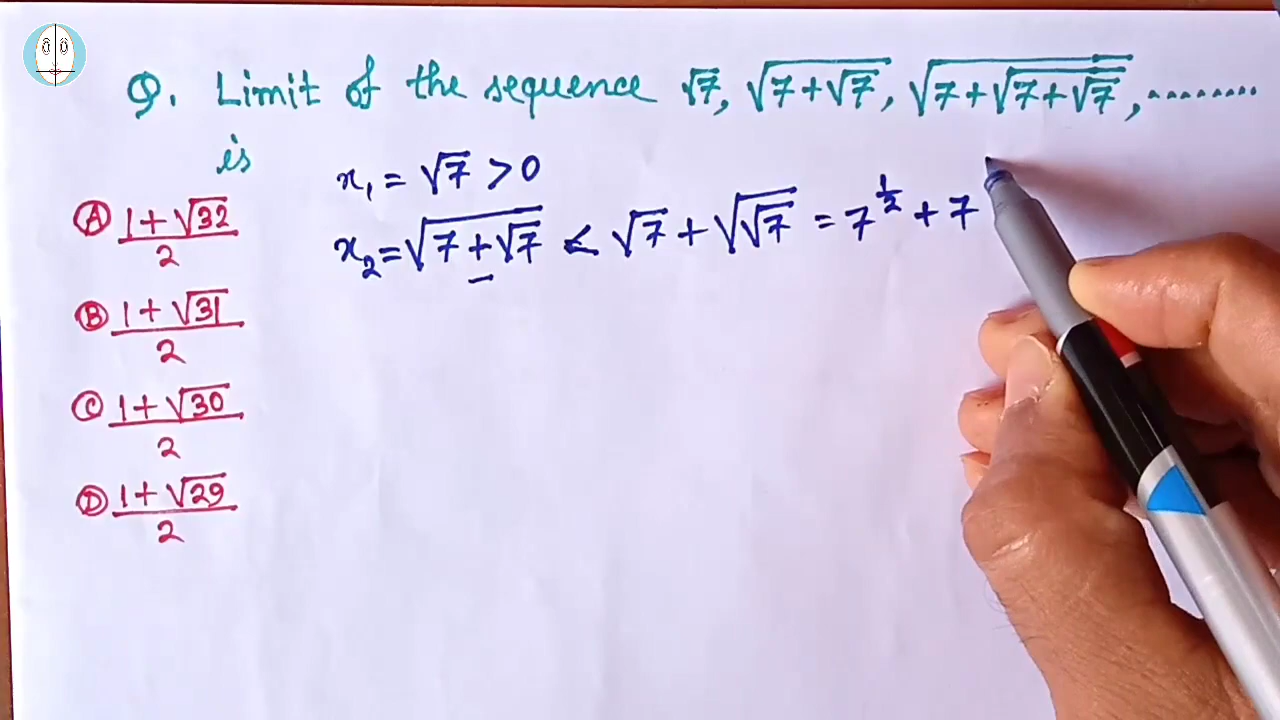 Q. Limit of the sequence √7, √(7+√7), √(7+√(7+√7)), .........
is
x₁ = √7 > 0
x₂ = √(7+√7) < √7 + √√7 = 7^(1/2) + 7
Ⓐ (1+√32)/2
Ⓑ (1+√31)/2
Ⓒ (1+√30)/2
Ⓓ (1+√29)/2